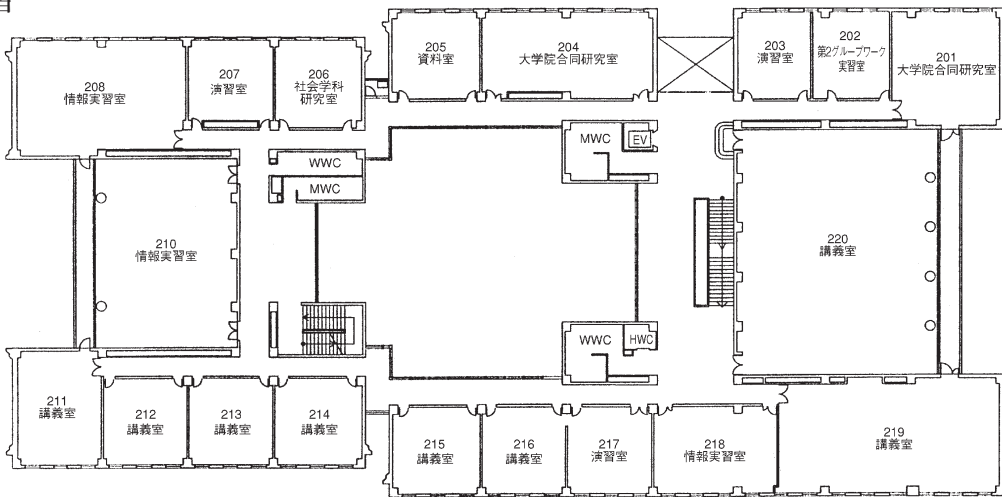 205
資料室
204
大学院合同研究室
203
演習室
202
第2グループワーク
実習室
201
大学院合同研究室
208
情報実習室
207
演習室
206
社会学科
研究室
MWC
EV
WWC
MWC
210
情報実習室
220
講義室
WWC
HWC
211
講義室
212
講義室
213
講義室
214
講義室
215
講義室
216
講義室
217
演習室
218
情報実習室
219
講義室